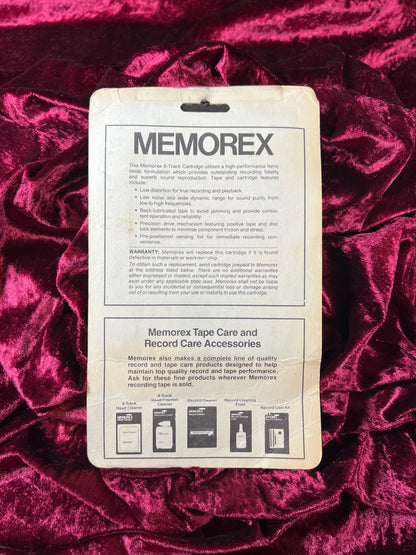 MEMOREX
This Memorex 8-Track Cartridge utilizes a high-performance ferric
oxide formulation which provides outstanding recording fidelity
and superb sound reproduction. Tape and cartridge features
include:
• Low distortion for true recording and playback.
• Low noise and wide dynamic range for sound purity from
low to high frequencies.
• Back-lubricated tape to avoid jamming and provide consis-
tent operation and reliability.
• Precision drive mechanism featuring positive tape and disc
lock elements to minimize component friction and stress.
• Pre-positioned sensing foil for immediate recording con-
venience.
WARRANTY: Memorex will replace this cartridge if it is found
defective in materials or workmanship.
To obtain such a replacement, send cartridge prepaid to Memorex
at the address listed below. There are no additional warranties
either expressed or implied, except such implied warranties as may
exist under any applicable state laws. Memorex shall not be liable
to you for any incidental or consequential loss or damage arising
out of or resulting from your use or inability to use this cartridge.
Memorex Tape Care and
Record Care Accessories
Memorex also makes a complete line of quality
record and tape care products designed to help
maintain top quality record and tape performance.
Ask for these fine products wherever Memorex
recording tape is sold.
8-Track
Head Cleaner
8-Track
Head/Capstan
Cleaner
Record Cleaner
Record Cleaning
Fluid
Record Care Kit